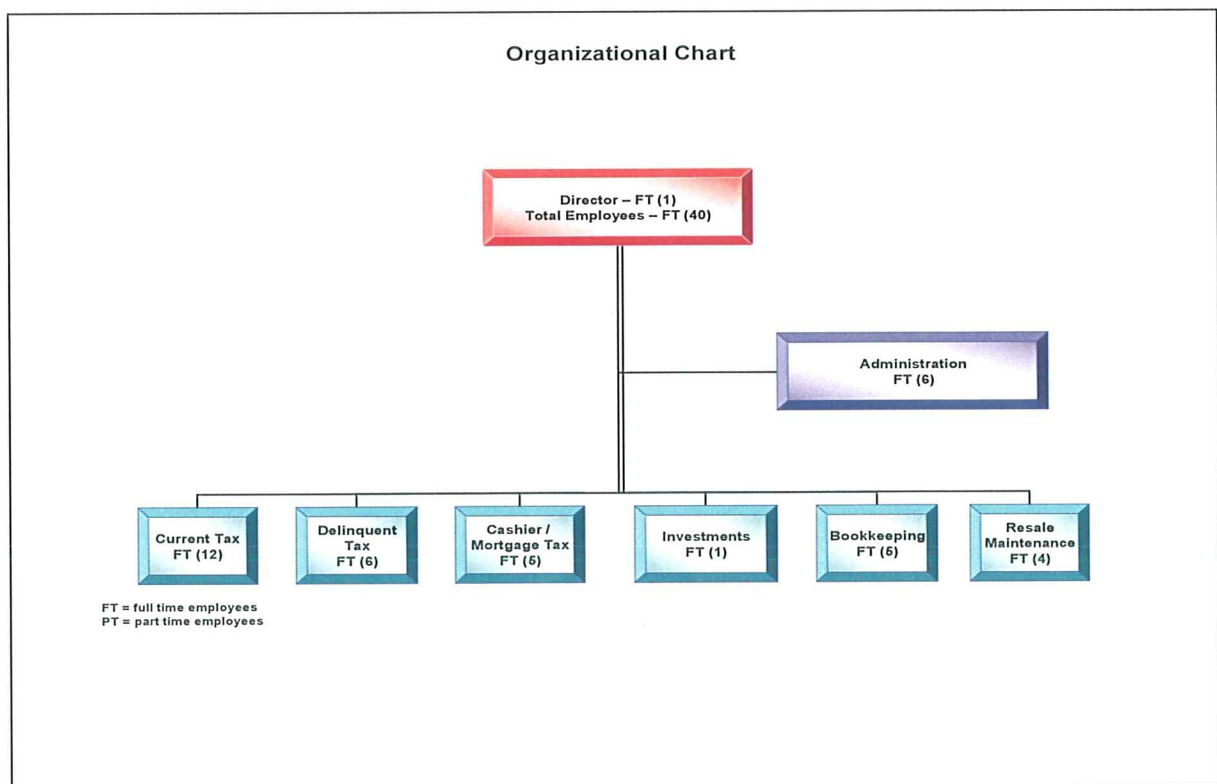 Organizational Chart
Director -- FT (1)
Total Employees -- FT (40)
Administration
FT (6)
Current Tax
FT (12)
Delinquent
Tax
FT (6)
Cashier /
Mortgage Tax
FT (5)
Investments
FT (1)
Bookkeeping
FT (5)
Resale
Maintenance
FT (4)
FT = full time employees
PT = part time employees